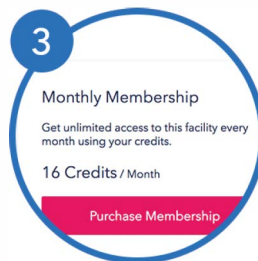 3
Monthly Membership
Get unlimited access to this facility every
month using your credits.
16 Credits / Month
Purchase Membership